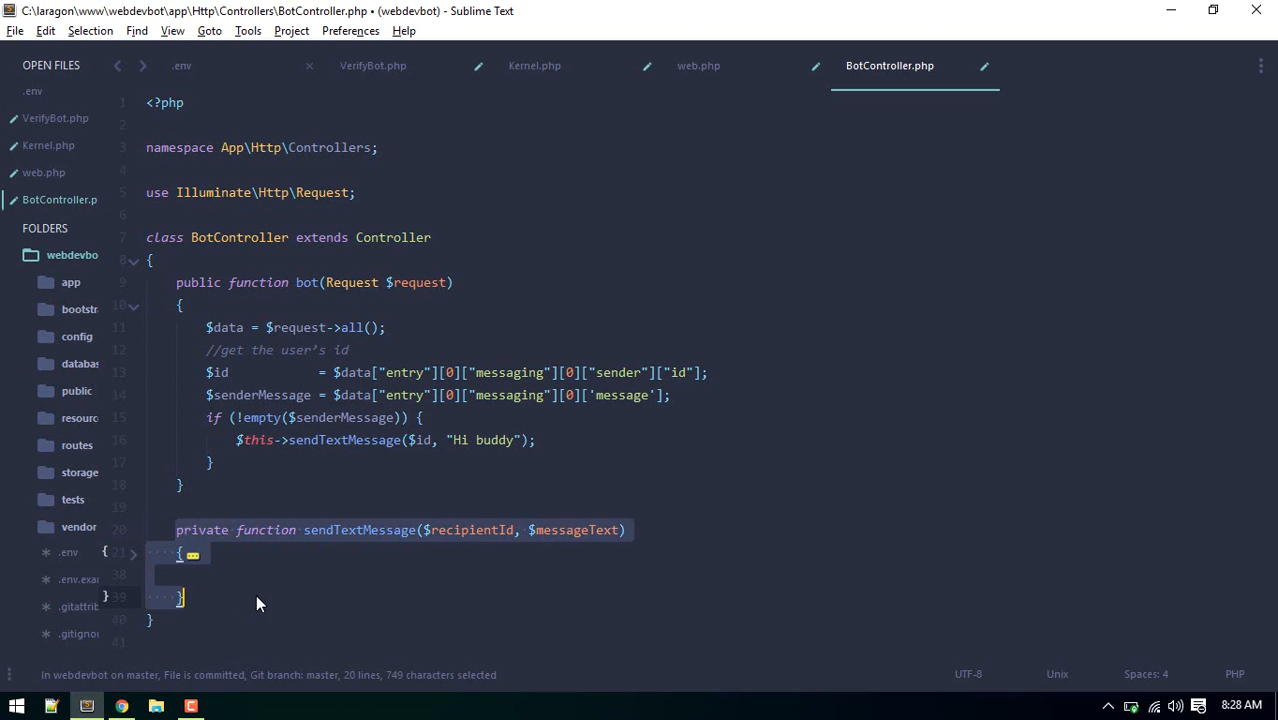 C:\laragon\www\webdevbot\app\Http\Controllers\BotController.php • (webdevbot) - Sublime Text
File Edit Selection Find View Goto Tools Project Preferences Help
OPEN FILES
.env
VerifyBot.php
Kernel.php
web.php
BotController.p
FOLDERS
webdevbot
app
bootstra
config
databas
public
resourc
routes
storage
tests
vendor
.env
.env.exa
.gitattrib
.gitignor
.env VerifyBot.php Kernel.php web.php BotController.php
1 <?php
2
3 namespace App\Http\Controllers;
4
5 use Illuminate\Http\Request;
6
7 class BotController extends Controller
8 {
9 public function bot(Request $request)
10 {
11 $data = $request->all();
12 //get the user’s id
13 $id = $data["entry"][0]["messaging"][0]["sender"]["id"];
14 $senderMessage = $data["entry"][0]["messaging"][0]['message'];
15 if (!empty($senderMessage)) {
16 $this->sendTextMessage($id, "Hi buddy");
17 }
18 }
19
20 private function sendTextMessage($recipientId, $messageText)
{ 21 {
38
} 39 }
40 }
41
In webdevbot on master, File is committed, Git branch: master, 20 lines, 749 characters selected
UTF-8 Unix Spaces: 4 PHP
8:28 AM